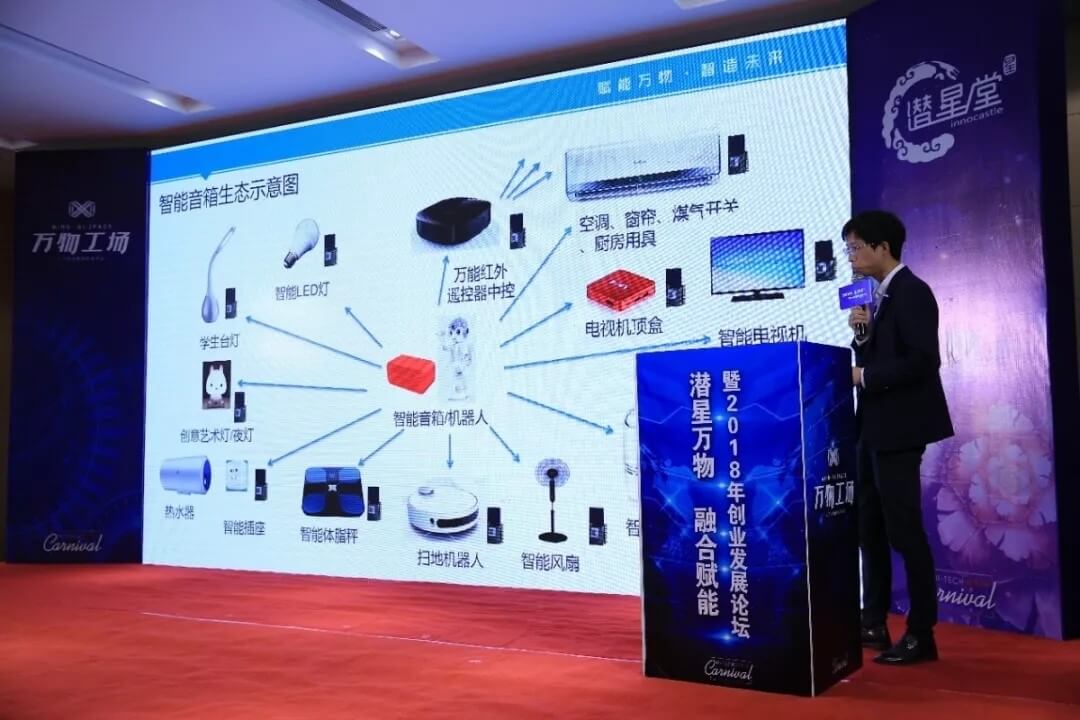 赋能万物·智造未来
智能音箱生态示意图
空调、窗帘、煤气开关
、厨房用具
万能红外
遥控器中控
智能LED灯
学生台灯
电视机顶盒
智能电视机
智能音箱/机器人
创意艺术灯/夜灯
热水器
智能插座
智能体脂秤
扫地机器人
智能风扇
智
万物工场
Carnival
潜星堂
innocastle
潜星万物 融合赋能
暨2018年创业发展论坛
万物工场
Carnival